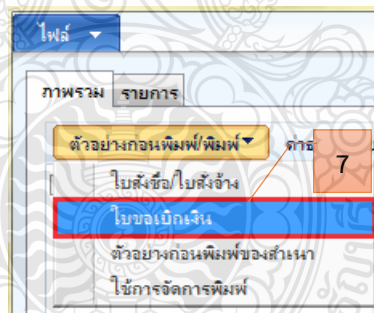 ไฟล์
ภาพรวม รายการ
ตัวอย่างก่อนพิมพ์/พิมพ์
7
ใบสั่งซื้อ/ใบสั่งจ้าง
ใบขอเบิกเงิน
ตัวอย่างก่อนพิมพ์ของสำเนา
ใช้การจัดการพิมพ์